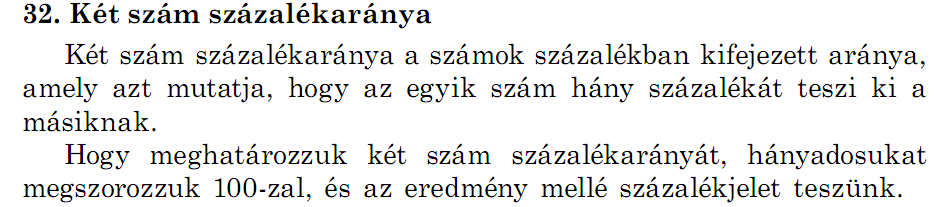 32. Két szám százalékaránya
Két szám százalékaránya a számok százalékban kifejezett aránya,
amely azt mutatja, hogy az egyik szám hány százalékát teszi ki a
másiknak.
Hogy meghatározzuk két szám százalékarányát, hányadosukat
megszorozzuk 100-zal, és az eredmény mellé százalékjelet teszünk.